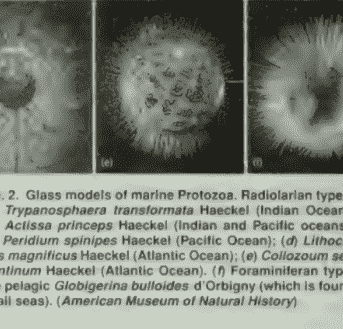 (e)
(f)
. 2. Glass models of marine Protozoa. Radiolarian type
Trypanosphaera transformata Haeckel (Indian Ocean
Actissa princeps Haeckel (Indian and Pacific oceans
Peridium spinipes Haeckel (Pacific Ocean); (d) Lithoc
s magnificus Haeckel (Atlantic Ocean); (e) Collozoum se
ntinum Haeckel (Atlantic Ocean). (f) Foraminiferan typ
e pelagic Globigerina bulloides d'Orbigny (which is foun
all seas). (American Museum of Natural History)